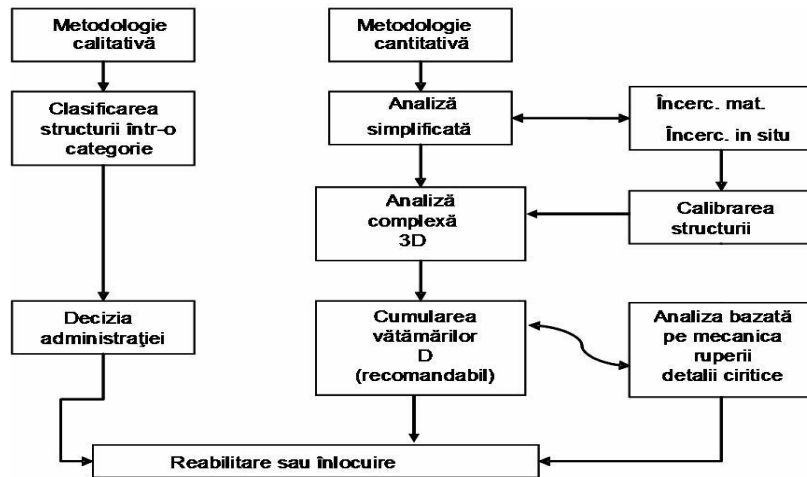 Metodologie
calitativă
Metodologie
cantitativă
Clasificarea
structurii într-o
categorie
Analiză
simplificată
Încerc. mat.
Încerc. in situ
Analiză
complexă
3D
Calibrarea
structurii
Decizia
administraţiei
Cumularea
vătămărilor
D
(recomandabil)
Analiza bazată
pe mecanica
ruperii
detalii ciritice
Reabilitare sau înlocuire